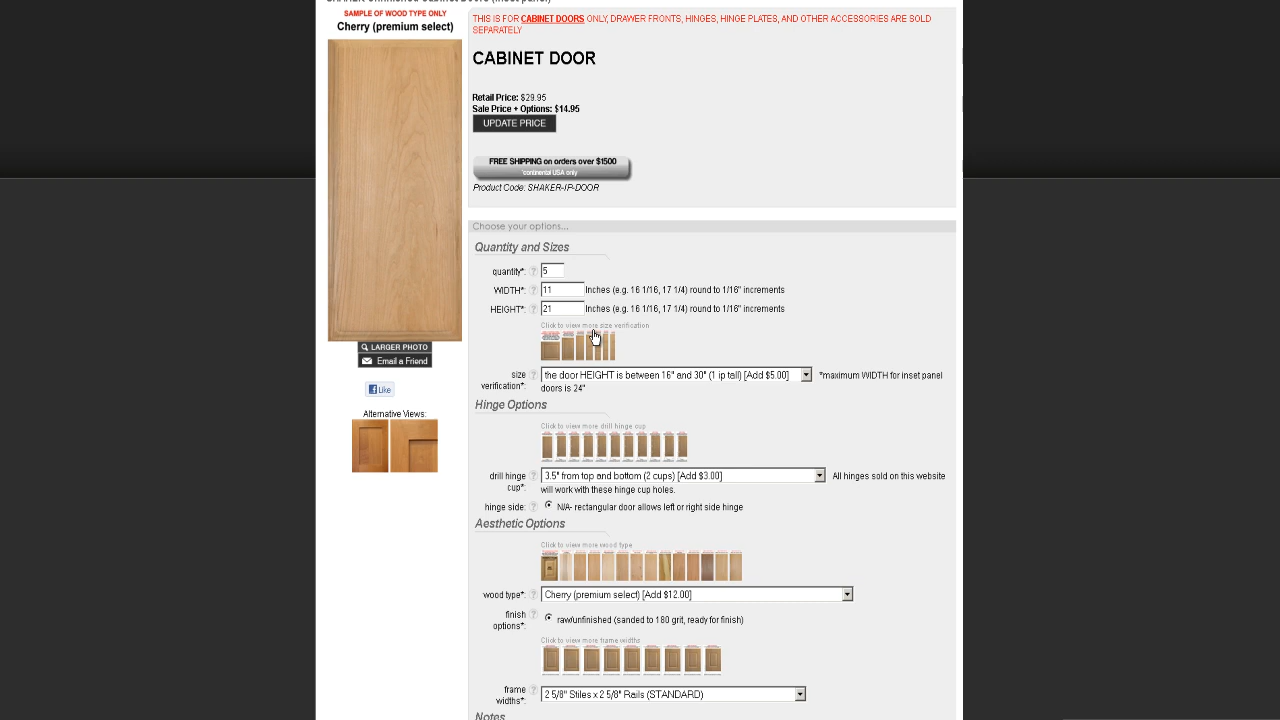 SAMPLE OF WOOD TYPE ONLY
Cherry (premium select)
LARGER PHOTO
Email a Friend
Like
Alternative Views:
THIS IS FOR CABINET DOORS ONLY, DRAWER FRONTS, HINGES, HINGE PLATES, AND OTHER ACCESSORIES ARE SOLD
SEPARATELY
CABINET DOOR
Retail Price: $29.95
Sale Price + Options: $14.95
UPDATE PRICE
FREE SHIPPING on orders over $1500
*continental USA only
Product Code: SHAKER-IP-DOOR
Choose your options...
Quantity and Sizes
quantity*: ? 5
WIDTH*: ? 11 Inches (e.g. 16 1/16, 17 1/4) round to 1/16" increments
HEIGHT*: ? 21 Inches (e.g. 16 1/16, 17 1/4) round to 1/16" increments
Click to view more size verification
size verification*: ? the door HEIGHT is between 16" and 30" (1 ip tall) [Add $5.00] *maximum WIDTH for inset panel
doors is 24"
Hinge Options
Click to view more drill hinge cup
drill hinge cup*: ? 3.5" from top and bottom (2 cups) [Add $3.00] All hinges sold on this website
will work with these hinge cup holes.
hinge side: ? N/A- rectangular door allows left or right side hinge
Aesthetic Options
Click to view more wood type
wood type*: ? Cherry (premium select) [Add $12.00]
finish options*: ? raw/unfinished (sanded to 180 grit, ready for finish)
Click to view more frame widths
frame widths*: ? 2 5/8" Stiles x 2 5/8" Rails (STANDARD)
Notes